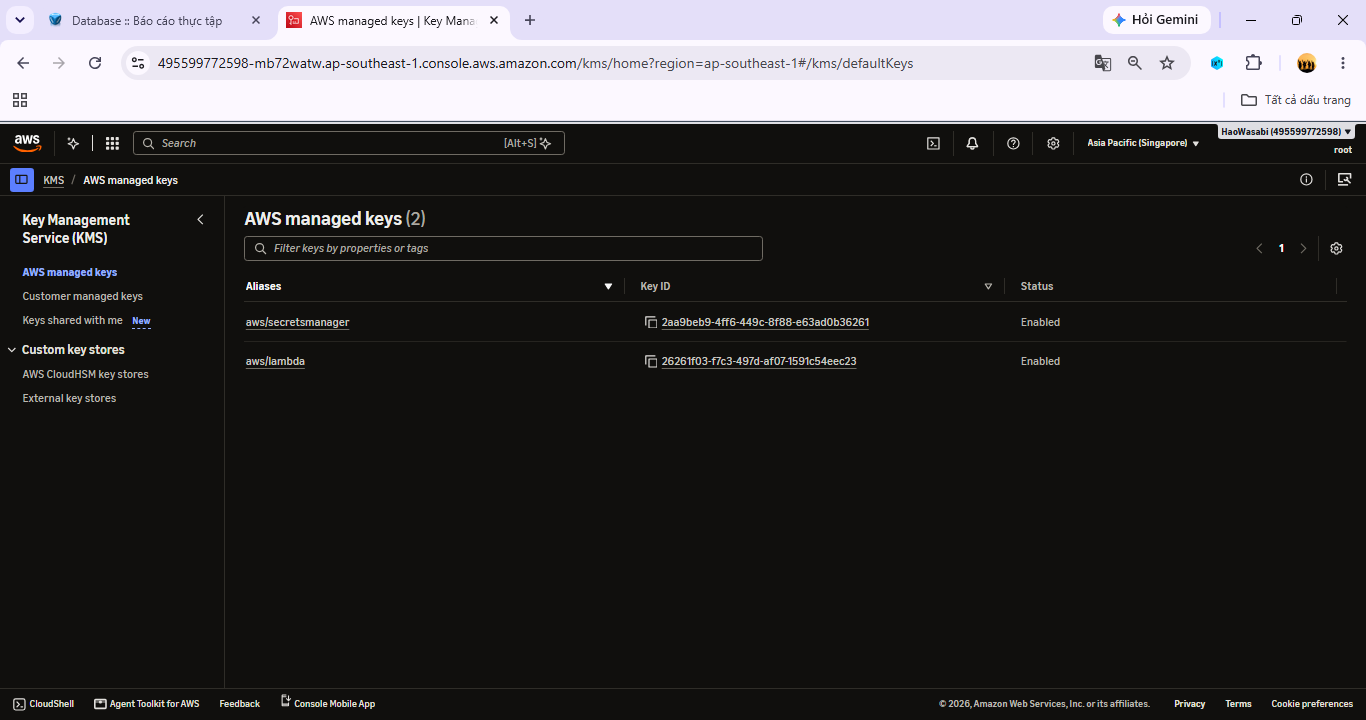 Database :: Báo cáo thực tập
AWS managed keys | Key Mana
Hỏi Gemini
495599772598-mb72watw.ap-southeast-1.console.aws.amazon.com/kms/home?region=ap-southeast-1#/kms/defaultKeys
Tất cả dấu trang
aws
Search
[Alt+S]
Asia Pacific (Singapore)
HaoWasabi (495599772598)
root
KMS / AWS managed keys
Key Management
Service (KMS)
AWS managed keys
Customer managed keys
Keys shared with me New
Custom key stores
AWS CloudHSM key stores
External key stores
AWS managed keys (2)
Filter keys by properties or tags
1
Aliases Key ID Status
aws/secretsmanager 2aa9beb9-4ff6-449c-8f88-e63ad0b36261 Enabled
aws/lambda 26261f03-f7c3-497d-af07-1591c54eec23 Enabled
CloudShell Agent Toolkit for AWS Feedback Console Mobile App © 2026, Amazon Web Services, Inc. or its affiliates. Privacy Terms Cookie preferences